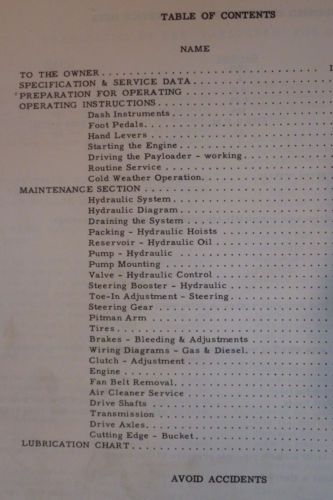 TABLE OF CONTENTS
NAME
TO THE OWNER
SPECIFICATION & SERVICE DATA
PREPARATION FOR OPERATING
OPERATING INSTRUCTIONS
Dash Instruments
Foot Pedals
Hand Levers
Starting the Engine
Driving the Payloader - working
Routine Service
Cold Weather Operation
MAINTENANCE SECTION
Hydraulic System
Hydraulic Diagram
Draining the System
Packing - Hydraulic Hoists
Reservoir - Hydraulic Oil
Pump - Hydraulic
Pump Mounting
Valve - Hydraulic Control
Steering Booster - Hydraulic
Toe-In Adjustment - Steering
Steering Gear
Pitman Arm
Tires
Brakes - Bleeding & Adjustments
Wiring Diagrams - Gas & Diesel
Clutch - Adjustment
Engine
Fan Belt Removal
Air Cleaner Service
Drive Shafts
Transmission
Drive Axles
Cutting Edge - Bucket
LUBRICATION CHART
AVOID ACCIDENTS